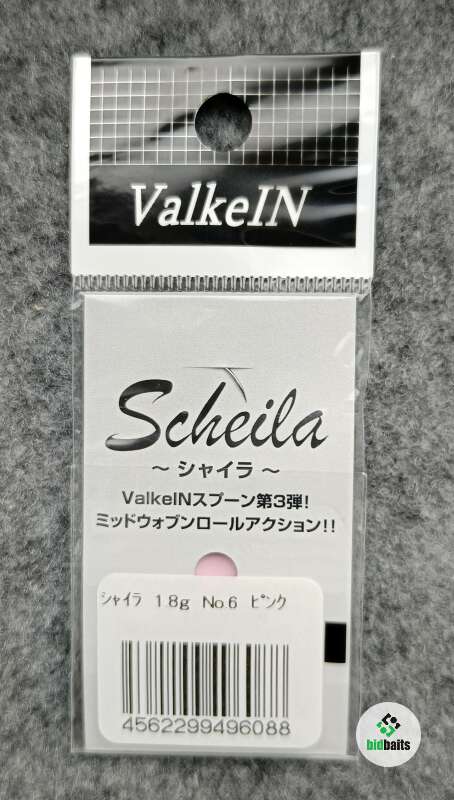 ValkeIN
Scheila
～シャイラ～
ValkeINスプーン第3弾!
ミッドウォブンロールアクション!!
シャイラ 1.8g No.6 ピンク
4562299496088
bidbaits